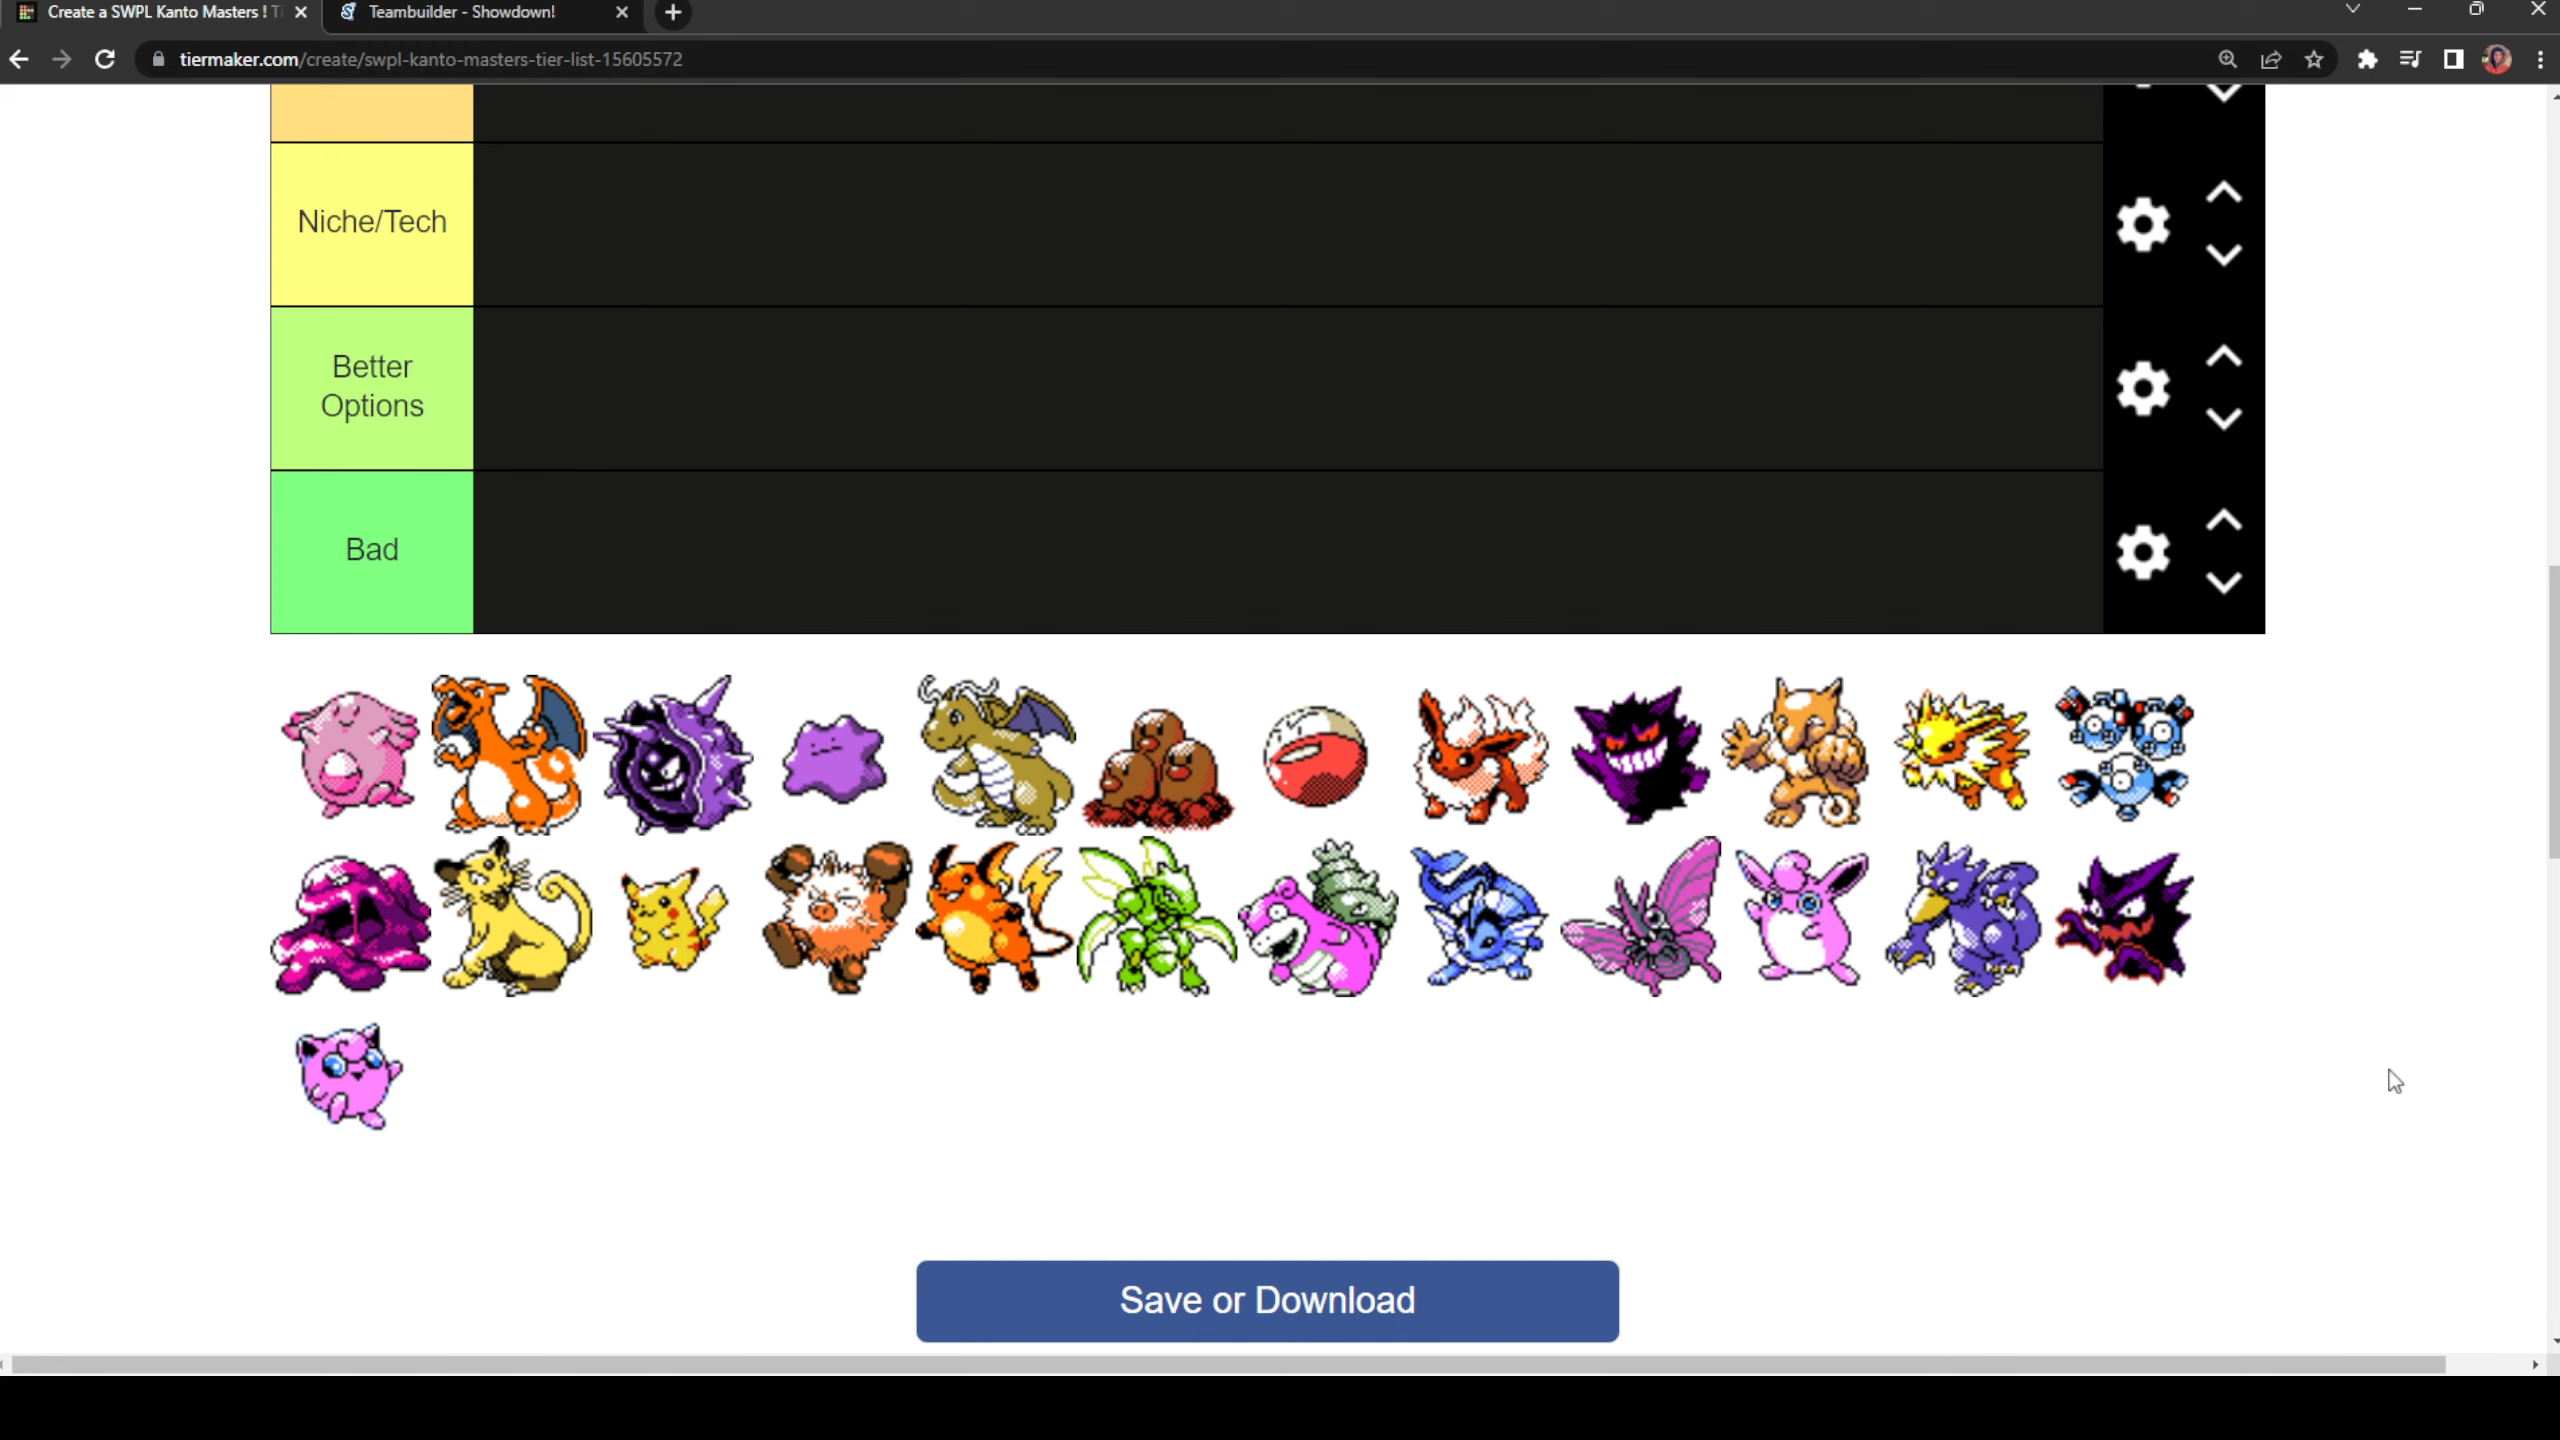 Create a SWPL Kanto Masters ! Ti
Teambuilder - Showdown!
tiermaker.com/create/swpl-kanto-masters-tier-list-15605572
Niche/Tech
Better
Options
Bad
Save or Download